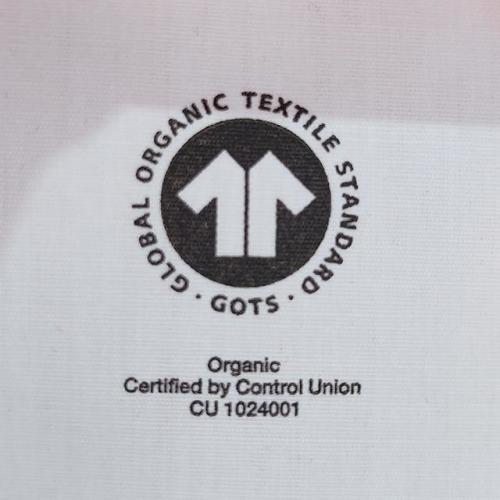 GLOBAL ORGANIC TEXTILE STANDARD
· GOTS ·
Organic
Certified by Control Union
CU 1024001